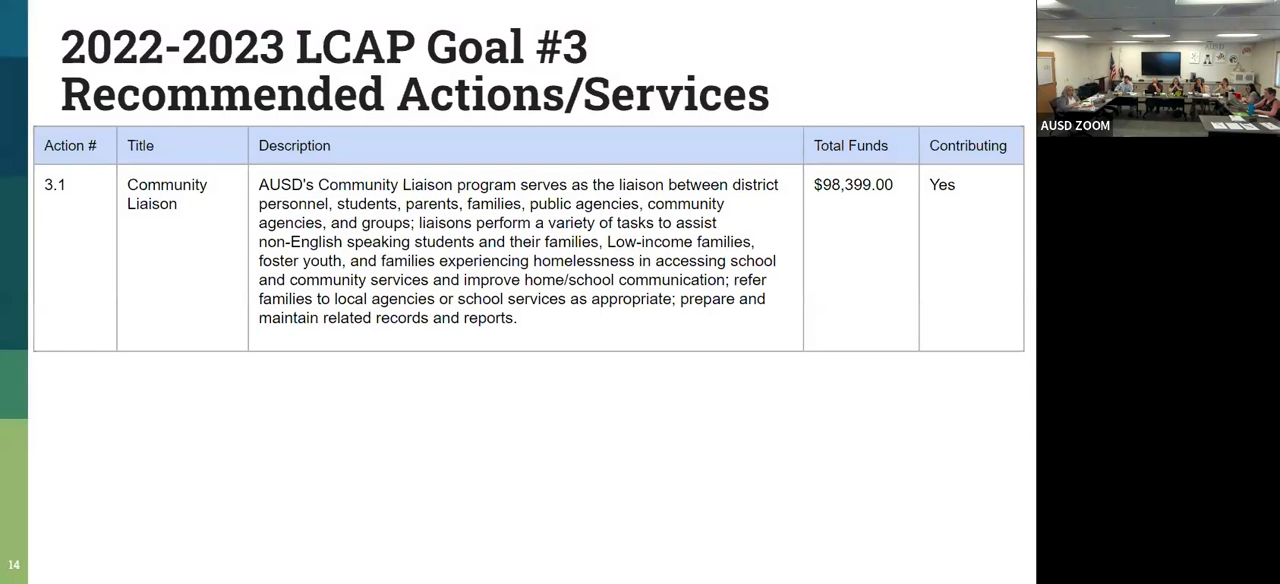 2022-2023 LCAP Goal #3
Recommended Actions/Services
Action #
Title
Description
Total Funds
Contributing
3.1
Community
Liaison
AUSD's Community Liaison program serves as the liaison between district
personnel, students, parents, families, public agencies, community
agencies, and groups; liaisons perform a variety of tasks to assist
non-English speaking students and their families, Low-income families,
foster youth, and families experiencing homelessness in accessing school
and community services and improve home/school communication; refer
families to local agencies or school services as appropriate; prepare and
maintain related records and reports.
$98,399.00
Yes
14
AUSD ZOOM